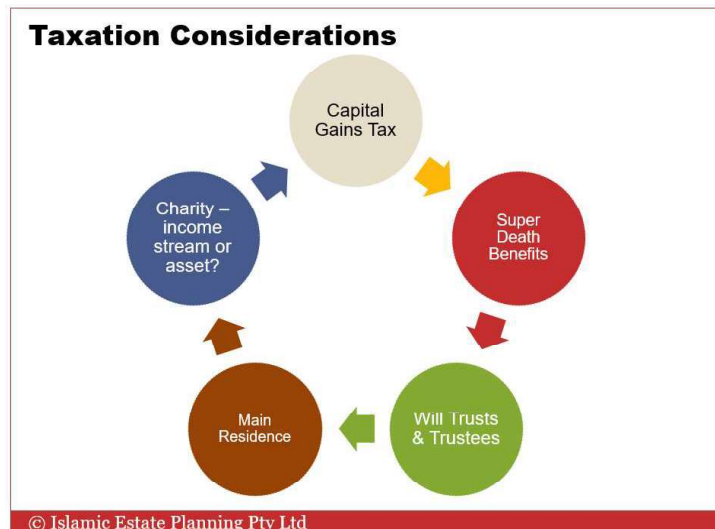 Taxation Considerations
Capital
Gains Tax
Super
Death
Benefits
Will Trusts
& Trustees
Main
Residence
Charity –
income
stream or
asset?
© Islamic Estate Planning Pty Ltd